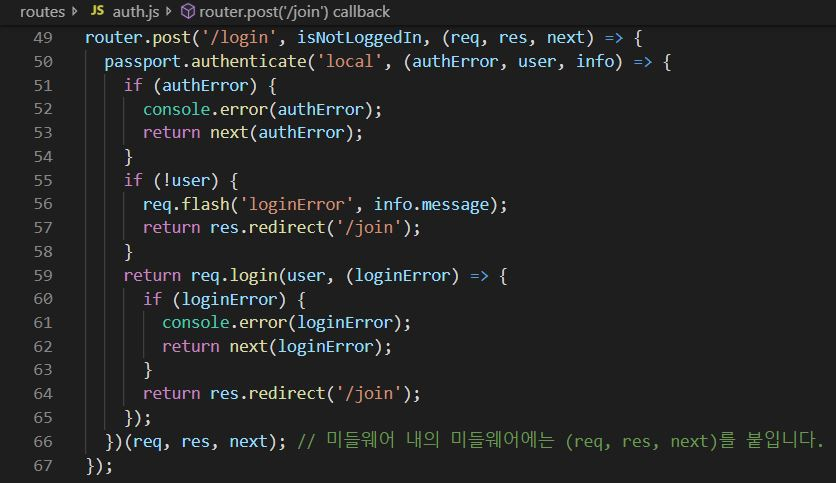 routes > JS auth.js > router.post('/join') callback
49 router.post('/login', isNotLoggedIn, (req, res, next) => {
50 passport.authenticate('local', (authError, user, info) => {
51 if (authError) {
52 console.error(authError);
53 return next(authError);
54 }
55 if (!user) {
56 req.flash('loginError', info.message);
57 return res.redirect('/join');
58 }
59 return req.login(user, (loginError) => {
60 if (loginError) {
61 console.error(loginError);
62 return next(loginError);
63 }
64 return res.redirect('/join');
65 });
66 })(req, res, next); // 미들웨어 내의 미들웨어에는 (req, res, next)를 붙입니다.
67 });